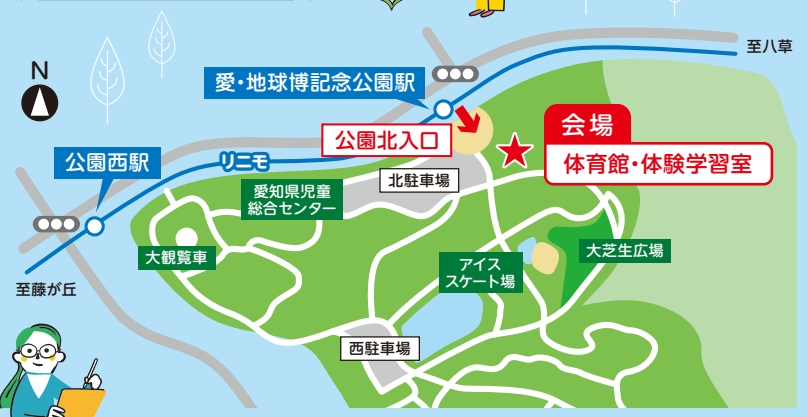 至八草
N
愛・地球博記念公園駅
会場
公園北入口
体育館・体験学習室
公園西駅
リニモ
北駐車場
愛知県児童
総合センター
大観覧車
大芝生広場
アイス
スケート場
至藤が丘
西駐車場